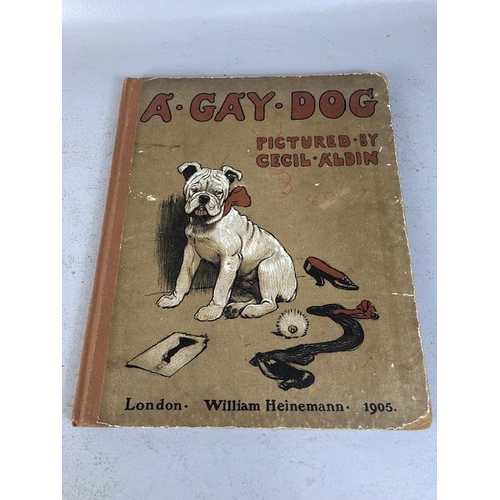 A·GAY·DOG
PICTURED·BY
CECIL·ALDIN
London. William Heinemann. 1905.